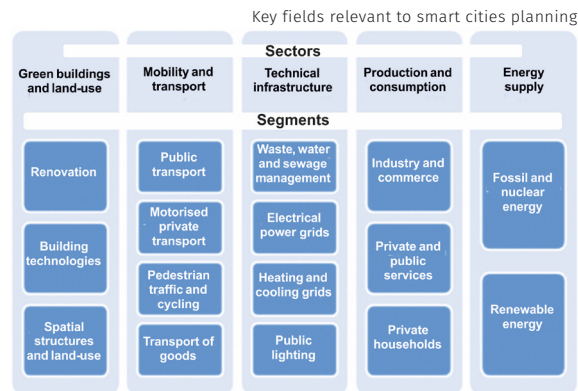 Key fields relevant to smart cities planning
Sectors
Green buildings
and land-use
Mobility and
transport
Technical
infrastructure
Production and
consumption
Energy
supply
Segments
Renovation
Building
technologies
Spatial
structures
and land-use
Public
transport
Motorised
private
transport
Pedestrian
traffic and
cycling
Transport of
goods
Waste, water
and sewage
management
Electrical
power grids
Heating and
cooling grids
Public
lighting
Industry and
commerce
Private and
public
services
Private
households
Fossil and
nuclear
energy
Renewable
energy